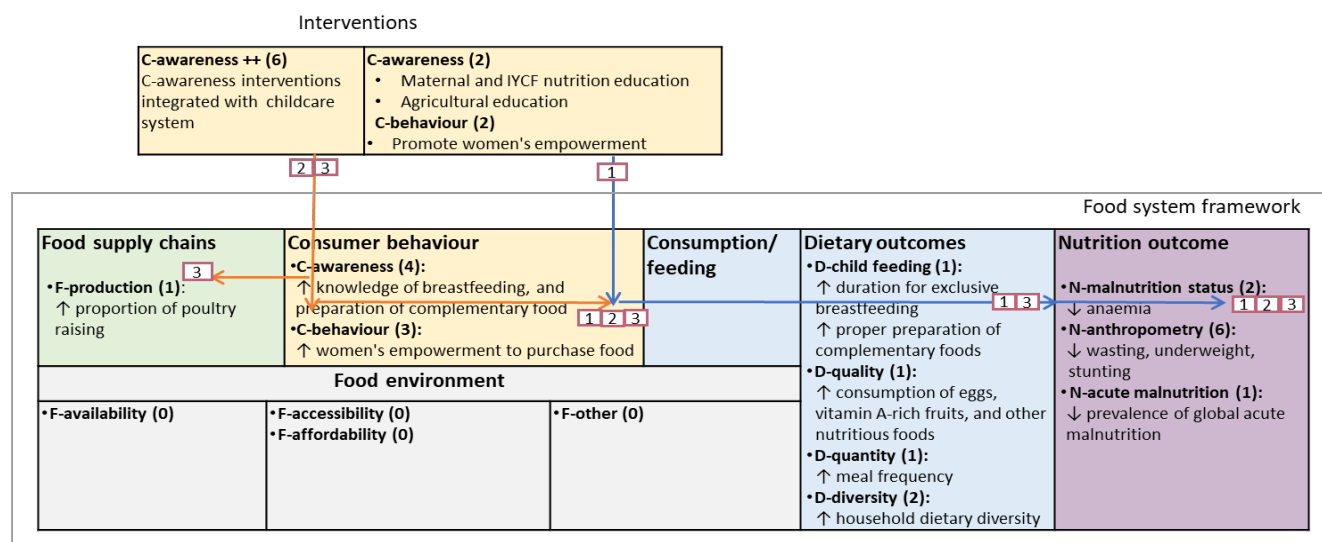 Interventions
C-awareness ++ (6)
C-awareness interventions
integrated with childcare
system
C-awareness (2)
• Maternal and IYCF nutrition education
• Agricultural education
C-behaviour (2)
• Promote women's empowerment
2 3
1
Food system framework
Food supply chains
3
•F-production (1):
↑ proportion of poultry
raising
Consumer behaviour
•C-awareness (4):
↑ knowledge of breastfeeding, and
preparation of complementary food
•C-behaviour (3):
↑ women's empowerment to purchase food
1 2 3
Consumption/
feeding
Dietary outcomes
•D-child feeding (1):
↑ duration for exclusive
breastfeeding
↑ proper preparation of
complementary foods
•D-quality (1):
↑ consumption of eggs,
vitamin A-rich fruits, and other
nutritious foods
•D-quantity (1):
↑ meal frequency
•D-diversity (2):
↑ household dietary diversity
1 3
Nutrition outcome
•N-malnutrition status (2):
↓ anaemia
•N-anthropometry (6):
↓ wasting, underweight,
stunting
•N-acute malnutrition (1):
↓ prevalence of global acute
malnutrition
1 2 3
Food environment
•F-availability (0)
•F-accessibility (0)
•F-affordability (0)
•F-other (0)